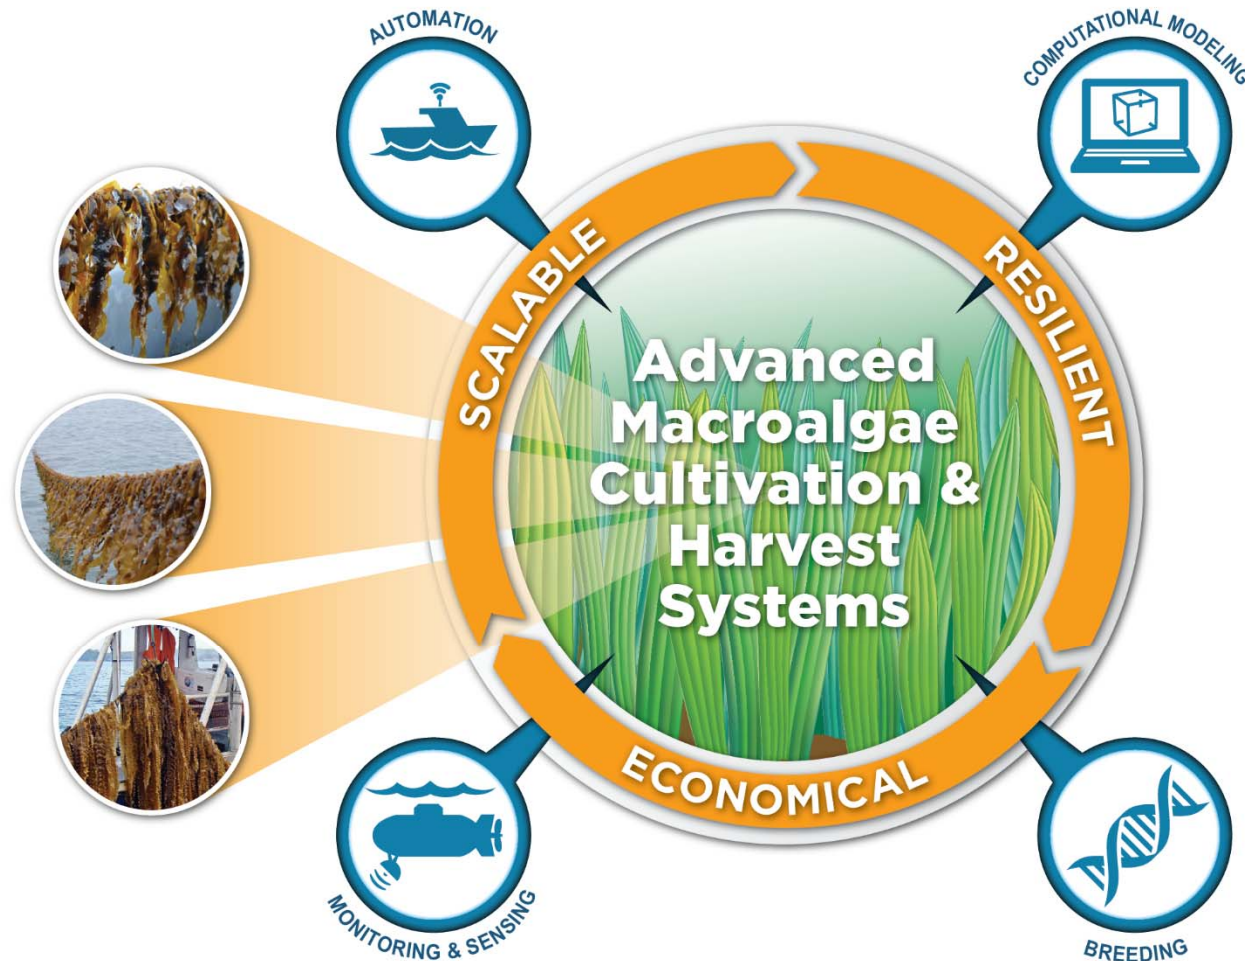 AUTOMATION
COMPUTATIONAL MODELING
SCALABLE
RESILIENT
Advanced
Macroalgae
Cultivation &
Harvest
Systems
ECONOMICAL
MONITORING & SENSING
BREEDING